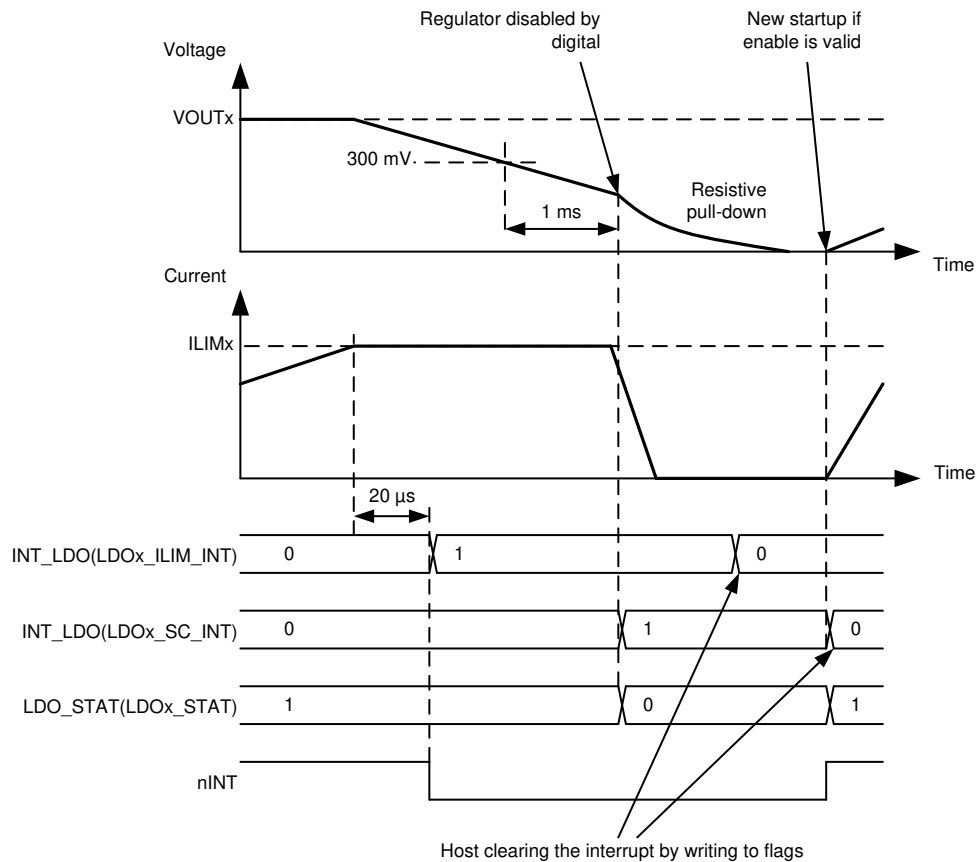 Regulator disabled by
digital
New startup if
enable is valid
Voltage
VOUTx
300 mV
1 ms
Resistive
pull-down
Time
Current
ILIMx
Time
20 µs
INT_LDO(LDOx_ILIM_INT) 0 1 0
INT_LDO(LDOx_SC_INT) 0 1 0
LDO_STAT(LDOx_STAT) 1 0 1
nINT
Host clearing the interrupt by writing to flags